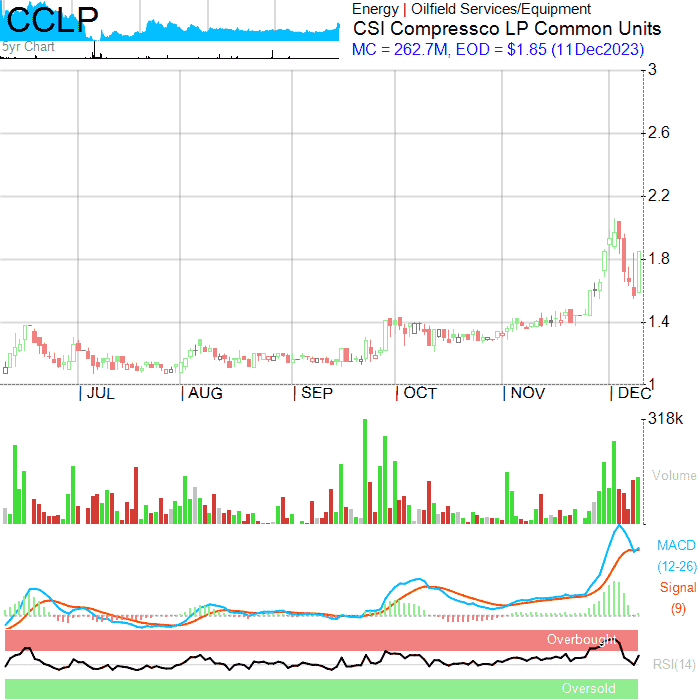 CCLP
5yr Chart
Energy | Oilfield Services/Equipment
CSI Compressco LP Common Units
MC = 262.7M, EOD = $1.85 (11Dec2023)
3
2.6
2.2
1.8
1.4
1
| JUL | AUG | SEP | OCT | NOV | DEC
318k
Volume
MACD
(12-26)
Signal
(9)
Overbought
RSI(14)
Oversold